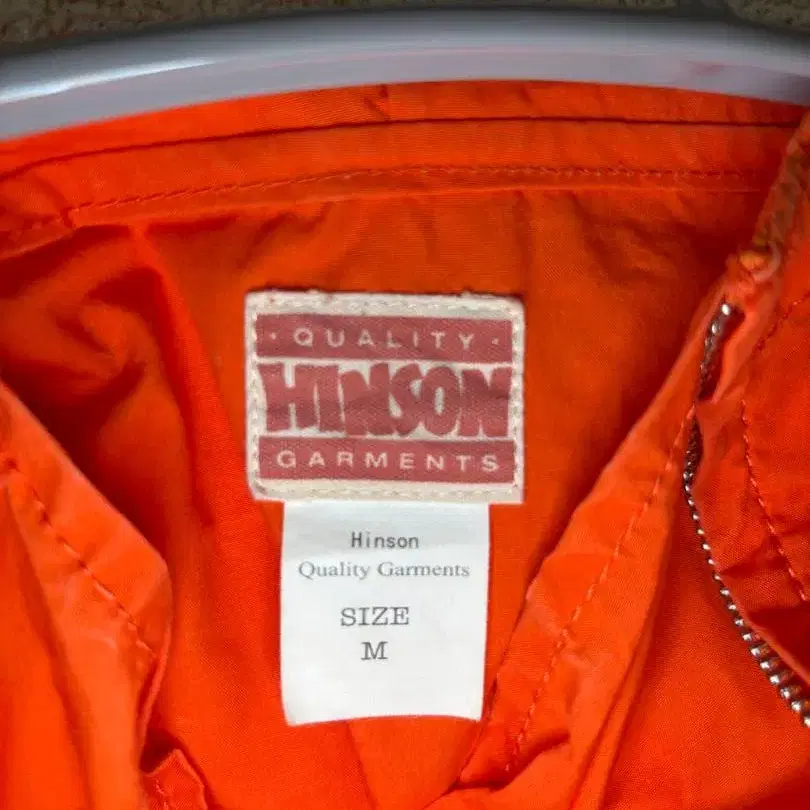 · QUALITY ·
HINSON
GARMENTS
Hinson
Quality Garments
SIZE
M